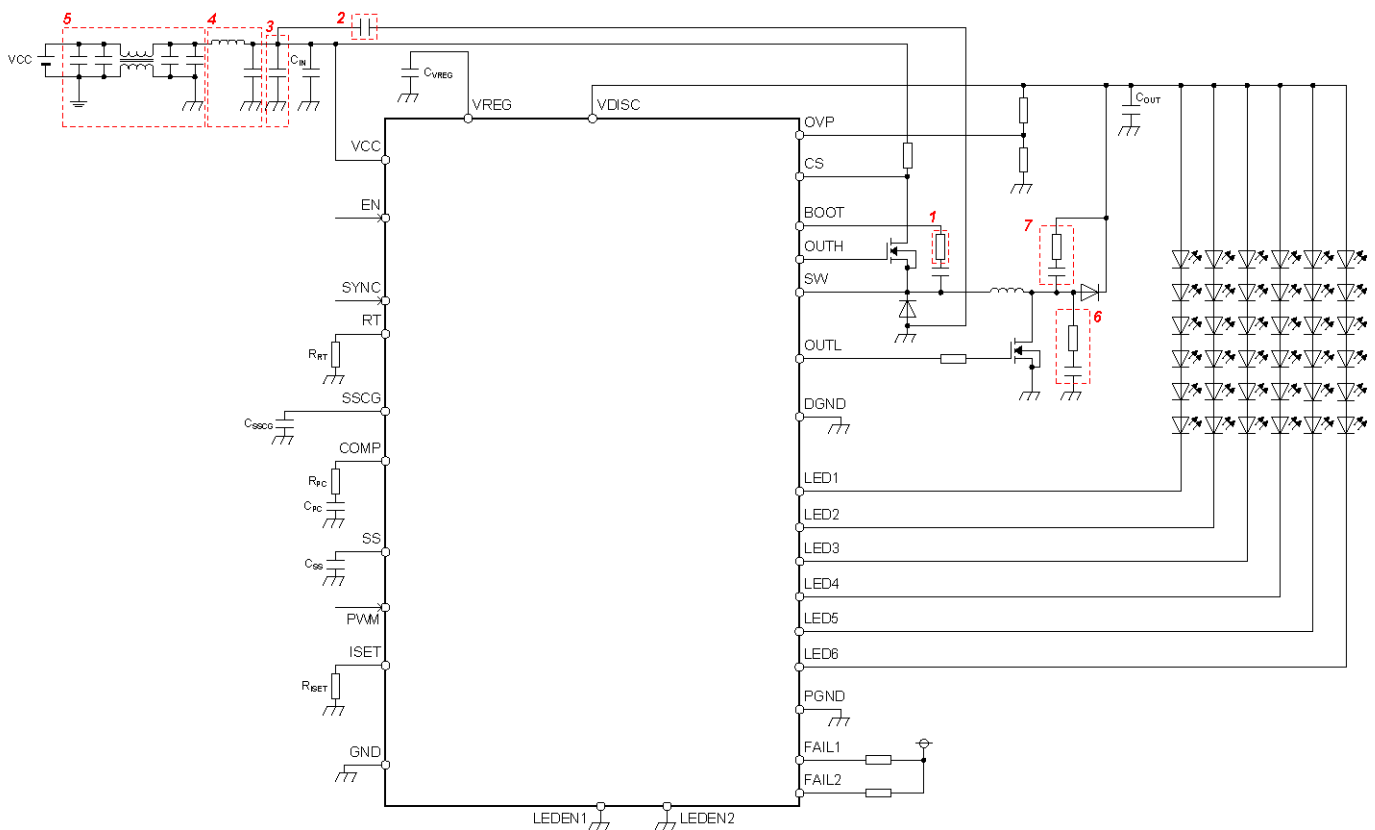 5
4
3
2
VCC
CIN
CVREG
VREG
VDISC
COUT
VCC
EN
SYNC
RT
RRT
SSCG
CSSCG
COMP
RPC
CPC
SS
CSS
PWM
ISET
RISET
GND
LEDEN1
LEDEN2
OVP
CS
BOOT
1
OUTH
7
SW
6
OUTL
DGND
LED1
LED2
LED3
LED4
LED5
LED6
PGND
FAIL1
FAIL2